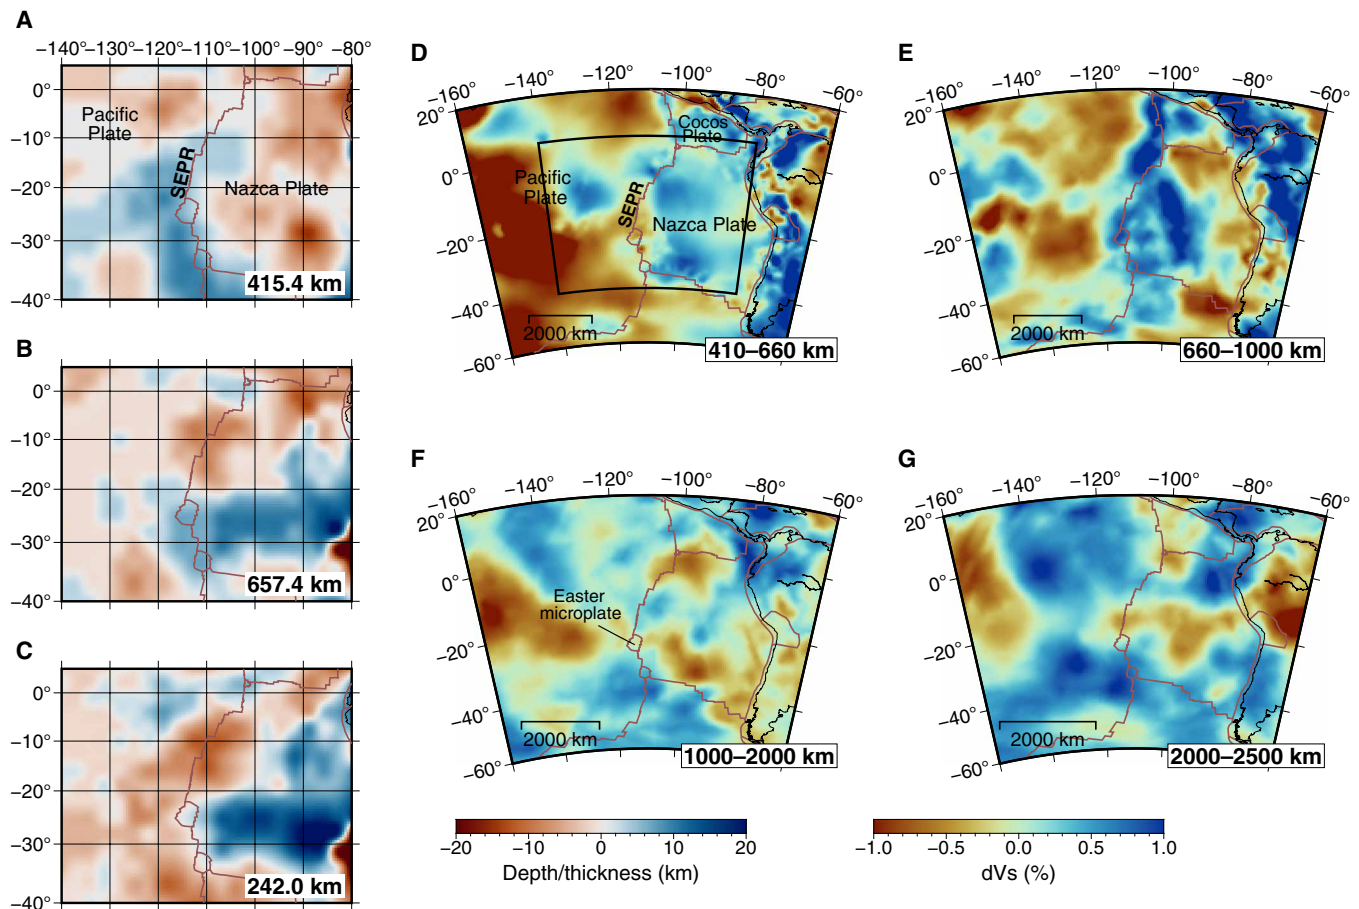 A
−140° −130° −120° −110° −100° −90° −80°
0°
−10°
−20°
−30°
−40°
Pacific
Plate
SEPR
Nazca Plate
415.4 km
B
0°
−10°
−20°
−30°
−40°
657.4 km
C
0°
−10°
−20°
−30°
−40°
242.0 km
D
−160° −140° −120° −100° −80° −60°
20°
0°
−20°
−40°
−60°
Cocos
Plate
Pacific
Plate
SEPR
Nazca Plate
2000 km
410–660 km
E
−160° −140° −120° −100° −80° −60°
20°
0°
−20°
−40°
−60°
2000 km
660–1000 km
F
−160° −140° −120° −100° −80° −60°
20°
0°
−20°
−40°
−60°
Easter
microplate
2000 km
1000–2000 km
G
−160° −140° −120° −100° −80° −60°
20°
0°
−20°
−40°
−60°
2000 km
2000–2500 km
−20 −10 0 10 20
Depth/thickness (km)
−1.0 −0.5 0.0 0.5 1.0
dVs (%)